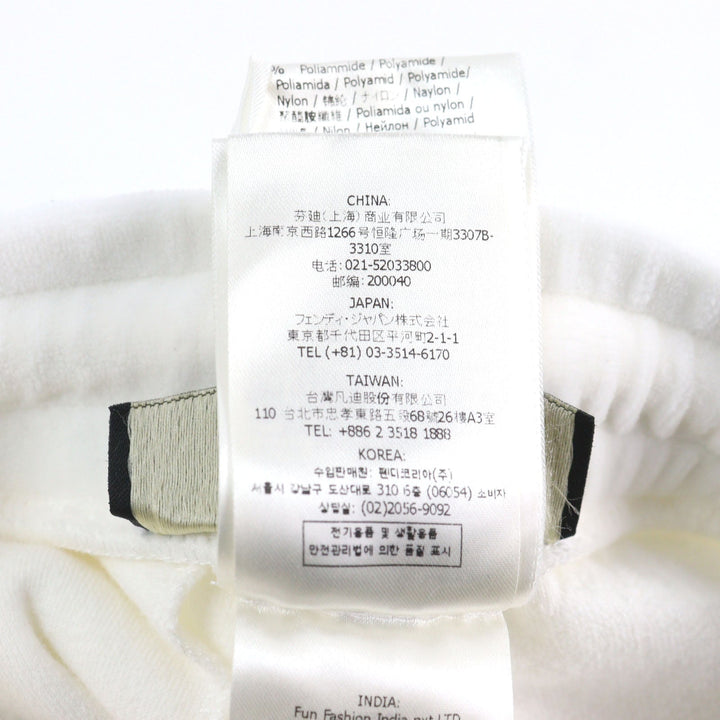 % Poliammide / Polyamide /
Poliamida / Polyamid / Polyamide/
Nylon / 锦纶 / ナイロン / Naylon /
聚醯胺纖維 / Poliamida ou nylon /
Nilon / Нейлон / Polyamid
CHINA:
芬迪(上海) 商业有限公司
上海南京西路1266号恒隆广场一期3307B-
3310室
电话: 021-52033800
邮编: 200040
JAPAN:
フェンディ・ジャパン株式会社
東京都千代田区平河町2-1-1
TEL (+81) 03-3514-6170
TAIWAN:
台灣凡迪股份有限公司
110 台北市忠孝東路五段68號26樓A3室
TEL: +886 2 3518 1888
KOREA:
수입판매원: 펜디코리아(주)
서울시 강남구 도산대로 310 6층 (06054) 소비자
상담실: (02)2056-9092
전기용품 및 생활용품
안전관리법에 의한 품질 표시
INDIA:
Fun Fashion India pvt LTD